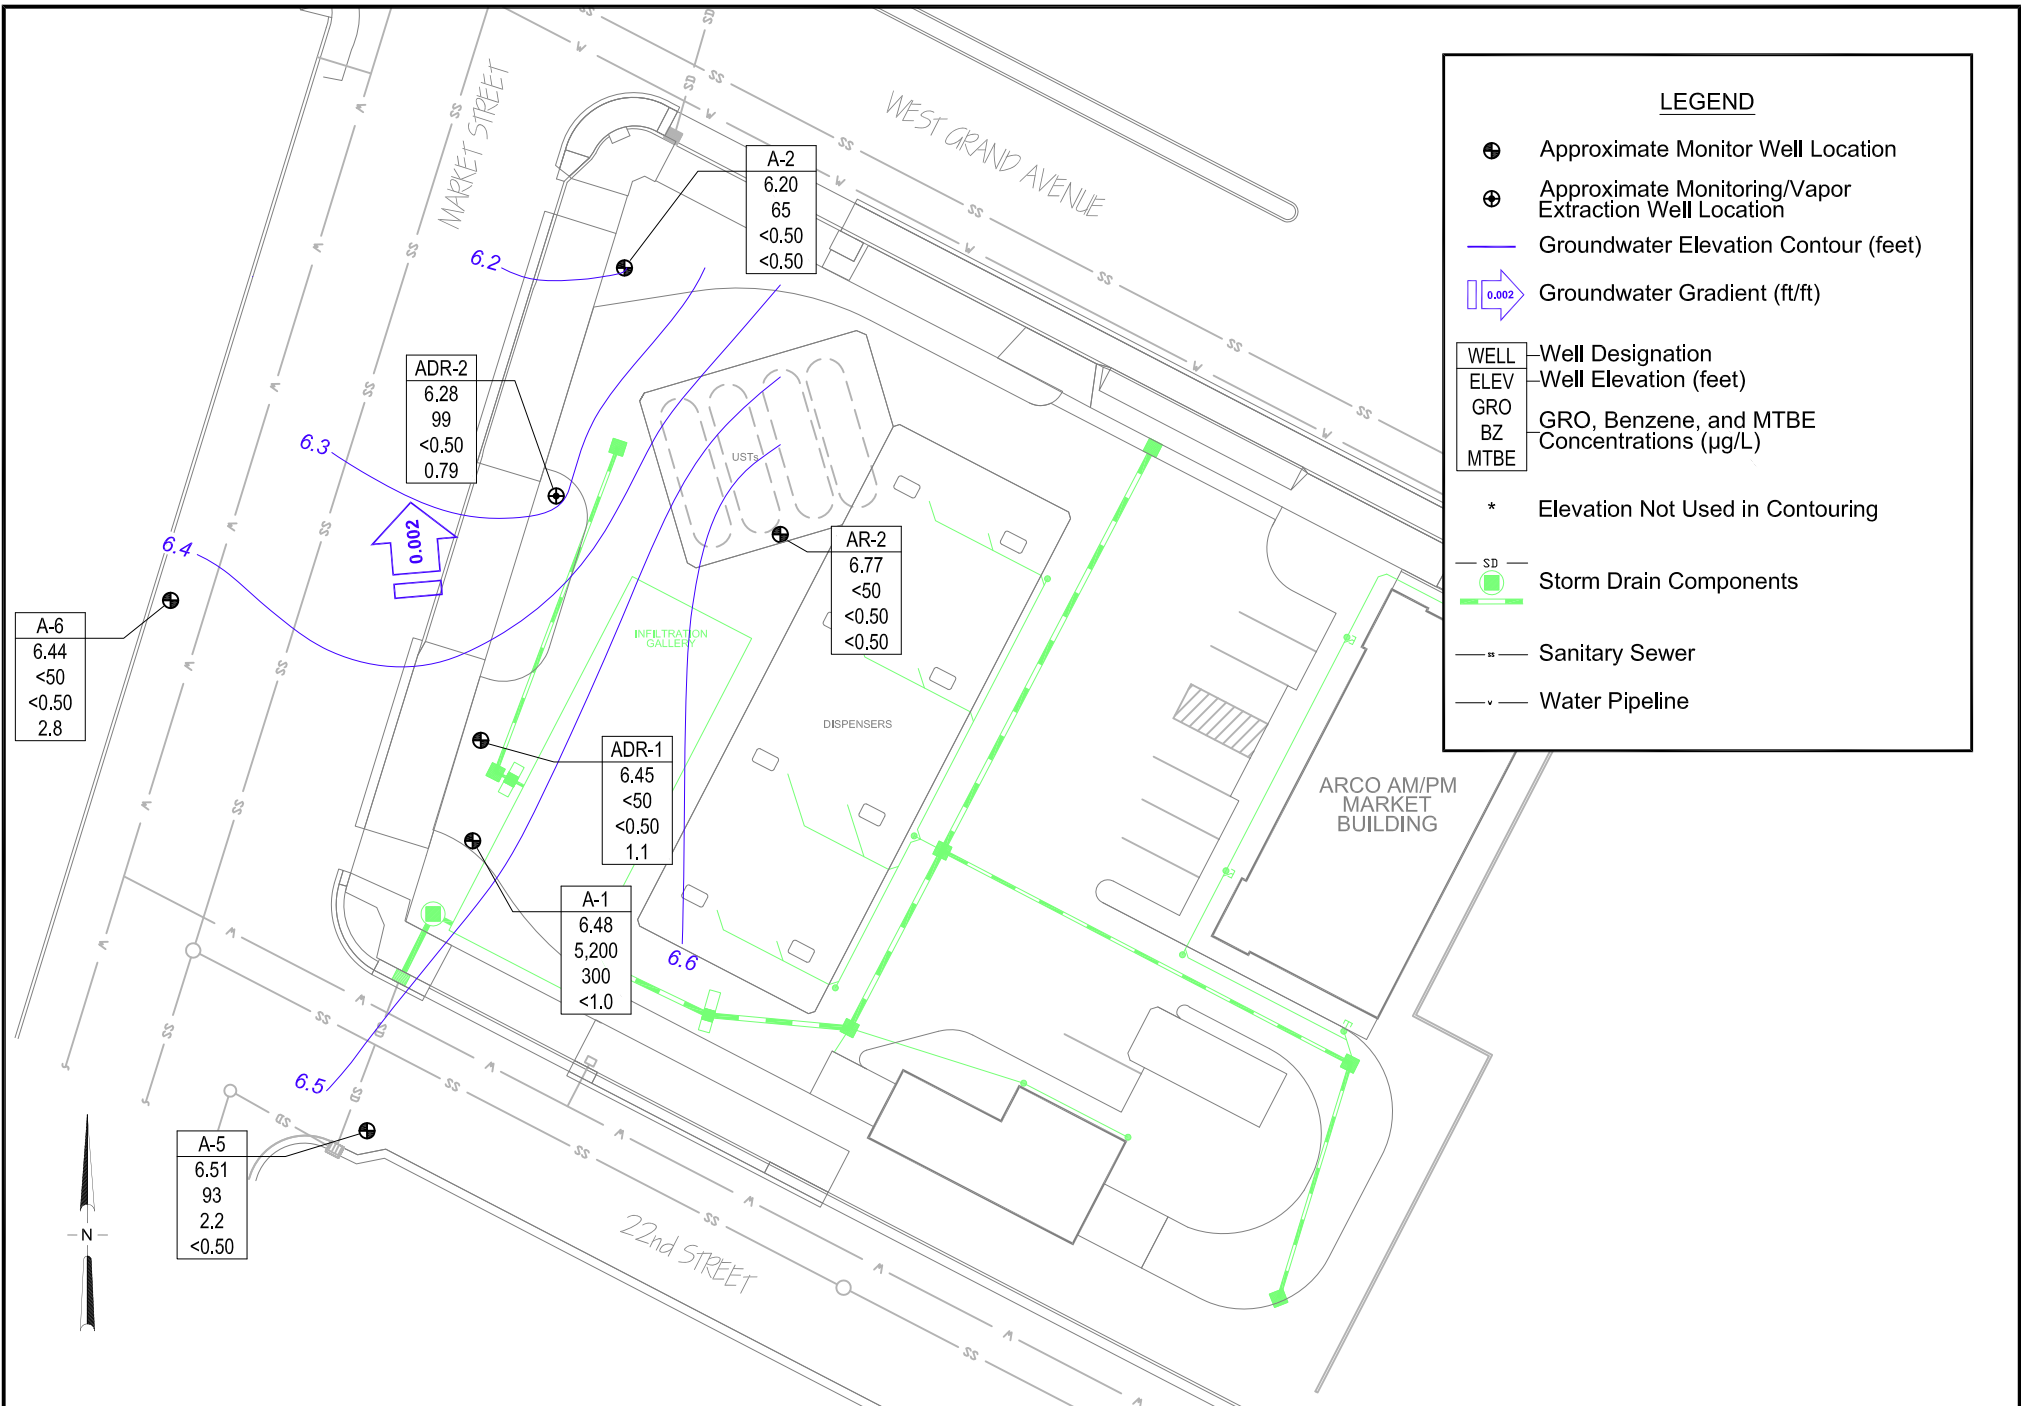 MARKET STREET
WEST GRAND AVENUE
A-2
6.20
65
<0.50
<0.50
6.2
ADR-2
6.28
99
<0.50
0.79
6.3
0.002
6.4
A-6
6.44
<50
<0.50
2.8
USTs
AR-2
6.77
<50
<0.50
<0.50
INFILTRATION
GALLERY
DISPENSERS
ADR-1
6.45
<50
<0.50
1.1
A-1
6.48
5,200
300
<1.0
6.6
6.5
A-5
6.51
93
2.2
<0.50
N
22nd STREET
ARCO AM/PM
MARKET
BUILDING
LEGEND
Approximate Monitor Well Location
Approximate Monitoring/Vapor
Extraction Well Location
Groundwater Elevation Contour (feet)
0.002
Groundwater Gradient (ft/ft)
WELL
Well Designation
ELEV
Well Elevation (feet)
GRO
BZ
MTBE
GRO, Benzene, and MTBE
Concentrations (µg/L)
* Elevation Not Used in Contouring
SD
Storm Drain Components
SS
Sanitary Sewer
W
Water Pipeline